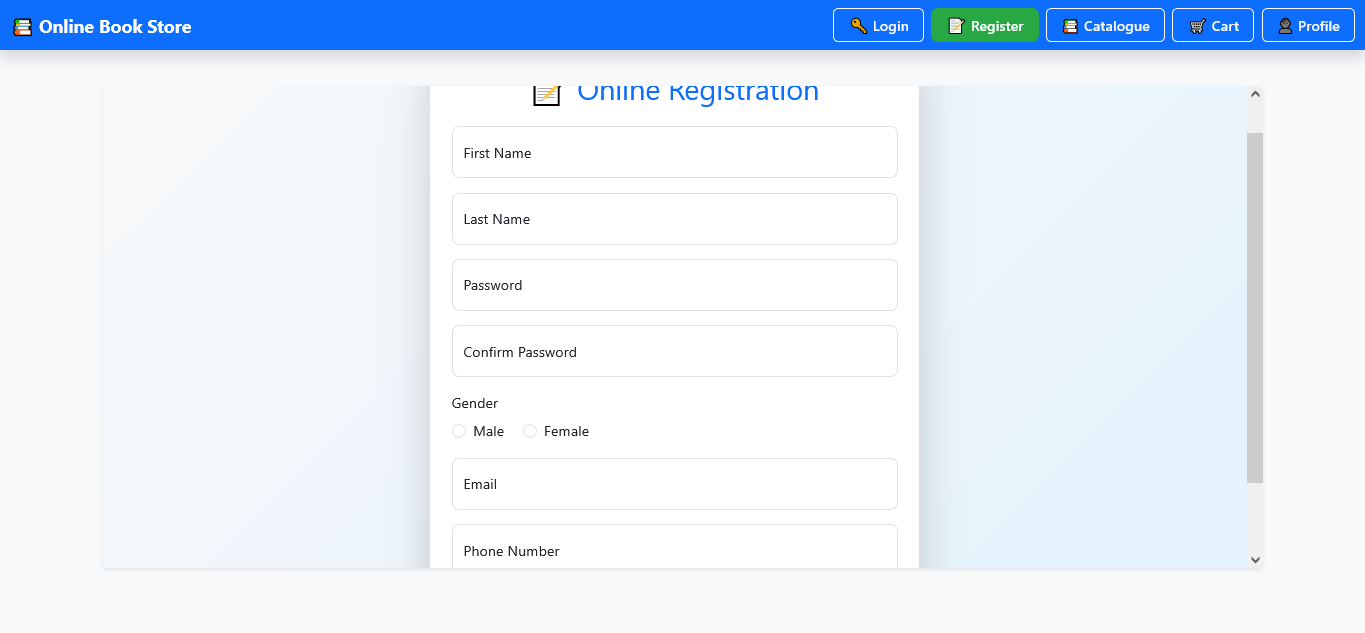 Online Book Store
Login
Register
Catalogue
Cart
Profile
Online Registration
First Name
Last Name
Password
Confirm Password
Gender
Male Female
Email
Phone Number